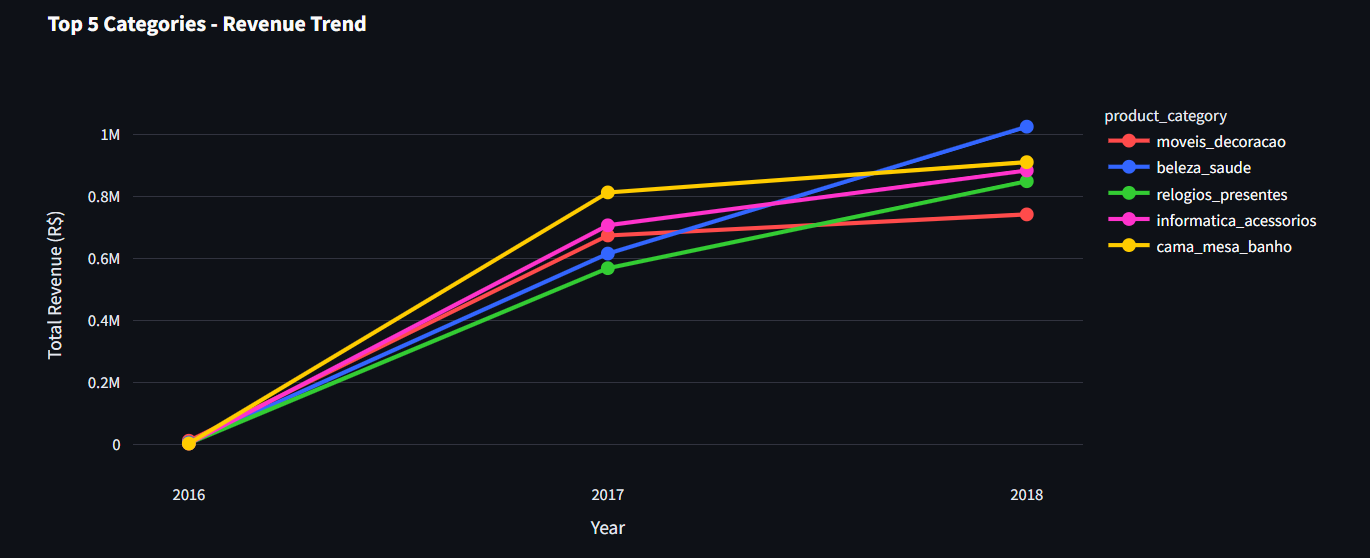 Top 5 Categories - Revenue Trend
product_category
moveis_decoracao
beleza_saude
relogios_presentes
informatica_acessorios
cama_mesa_banho
Total Revenue (R$)
1M
0.8M
0.6M
0.4M
0.2M
0
2016
2017
2018
Year